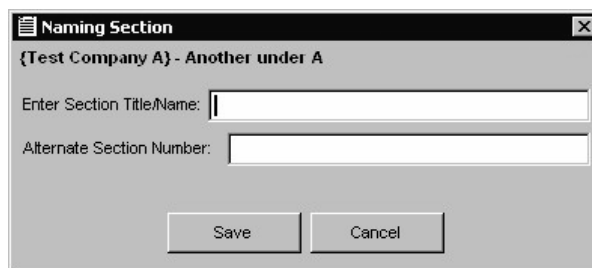 Naming Section
{Test Company A} - Another under A
Enter Section Title/Name:
Alternate Section Number:
Save Cancel